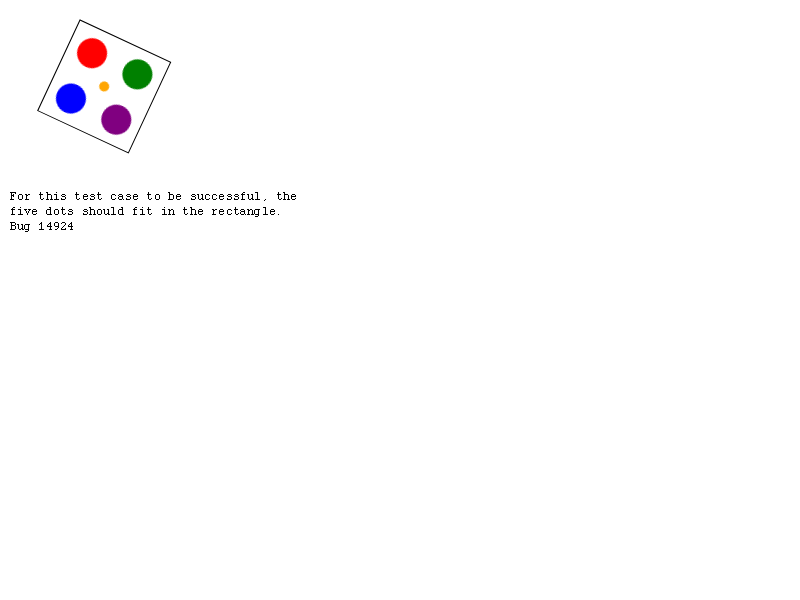 For this test case to be successful, the
five dots should fit in the rectangle.
Bug 14924